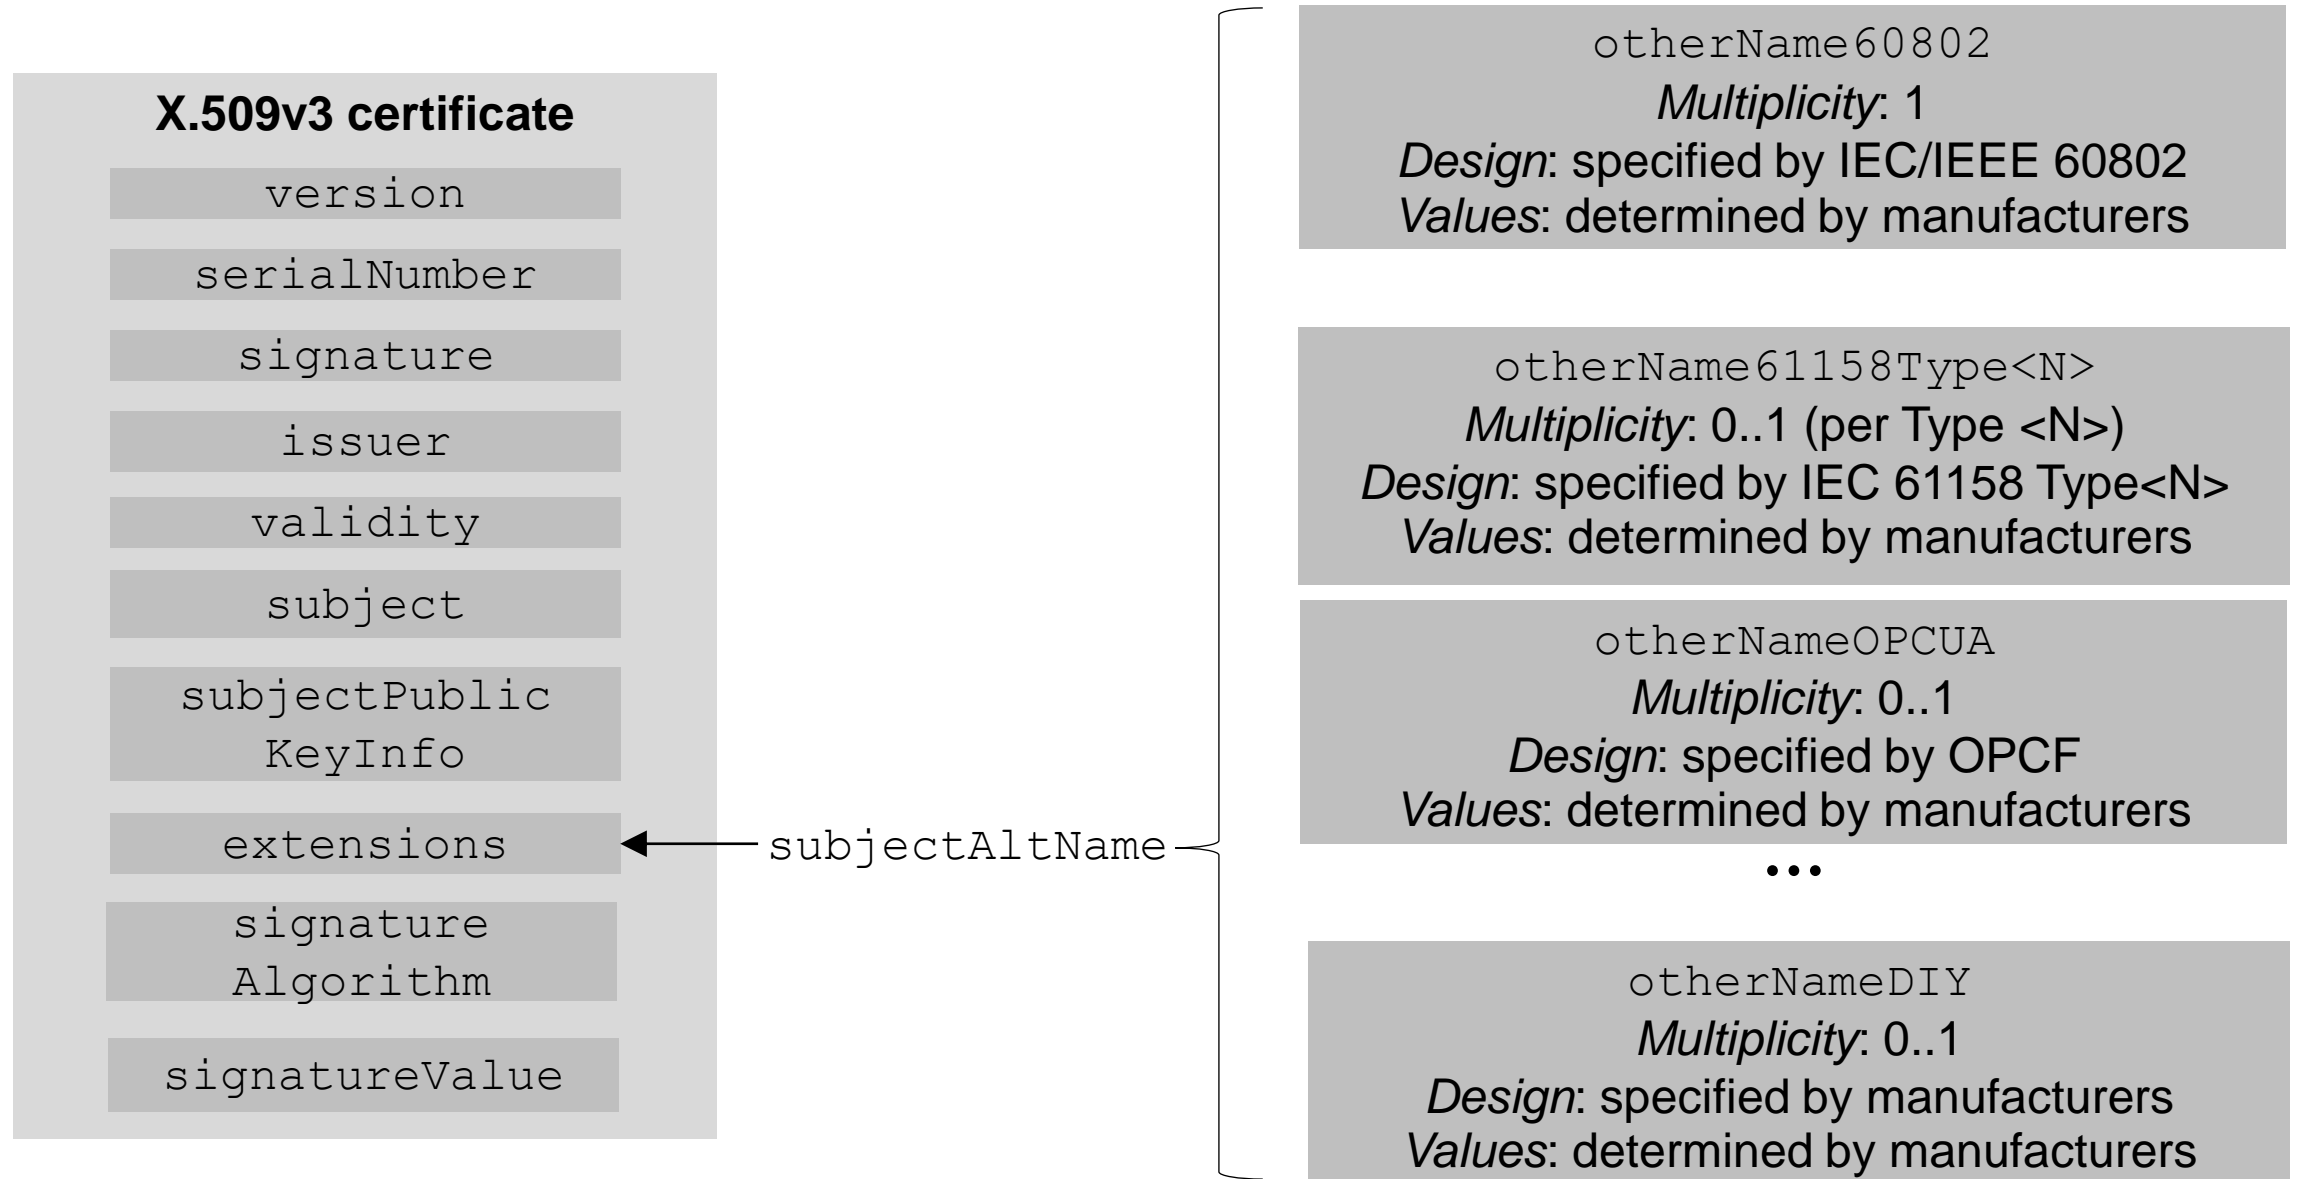 X.509v3 certificate
version
serialNumber
signature
issuer
validity
subject
subjectPublic
KeyInfo
extensions
signature
Algorithm
signatureValue
subjectAltName
otherName60802
Multiplicity: 1
Design: specified by IEC/IEEE 60802
Values: determined by manufacturers
otherName61158Type<N>
Multiplicity: 0..1 (per Type <N>)
Design: specified by IEC 61158 Type<N>
Values: determined by manufacturers
otherNameOPCUA
Multiplicity: 0..1
Design: specified by OPCF
Values: determined by manufacturers
...
otherNameDIY
Multiplicity: 0..1
Design: specified by manufacturers
Values: determined by manufacturers